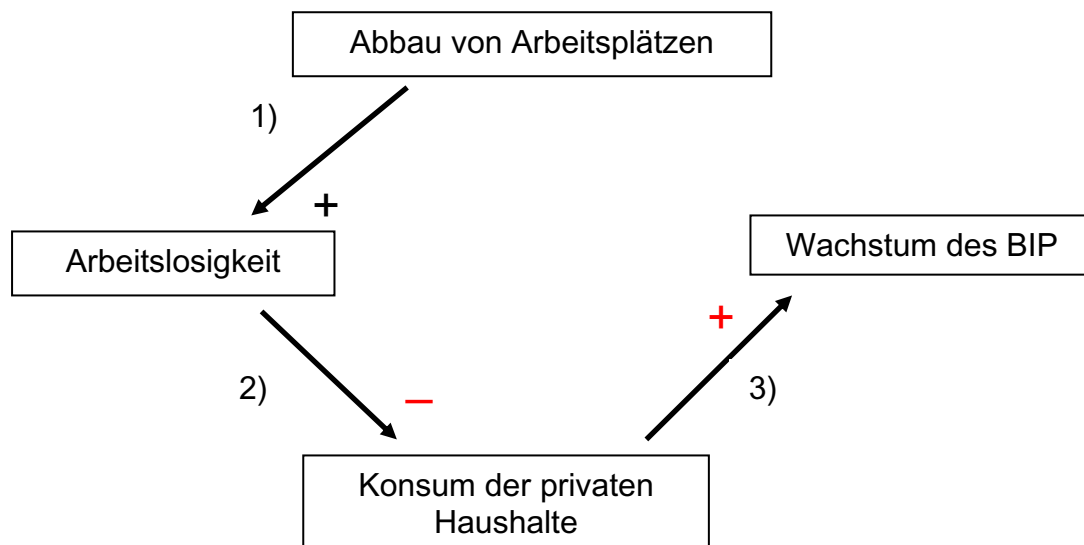 Abbau von Arbeitsplätzen
1)
+
Arbeitslosigkeit
Wachstum des BIP
+
2)
–
3)
Konsum der privaten
Haushalte